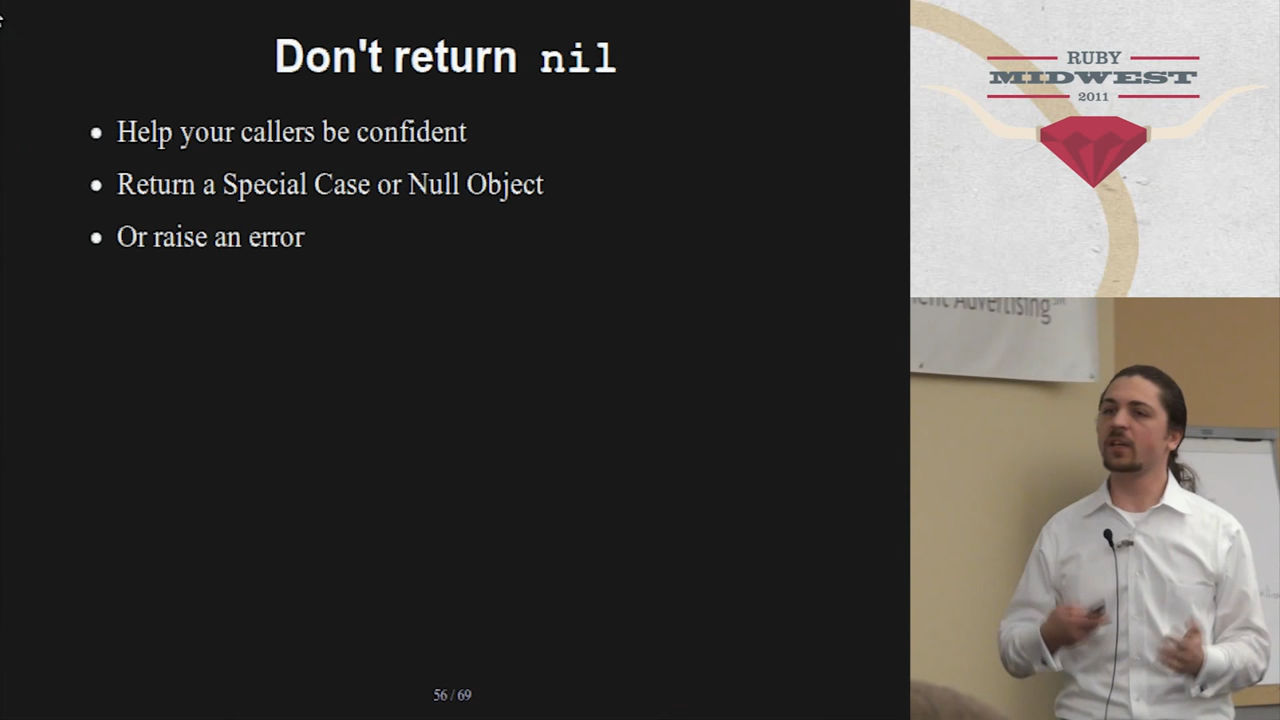 Don't return nil
Help your callers be confident
Return a Special Case or Null Object
Or raise an error
56 / 69
RUBY
MIDWEST
2011
Advertising